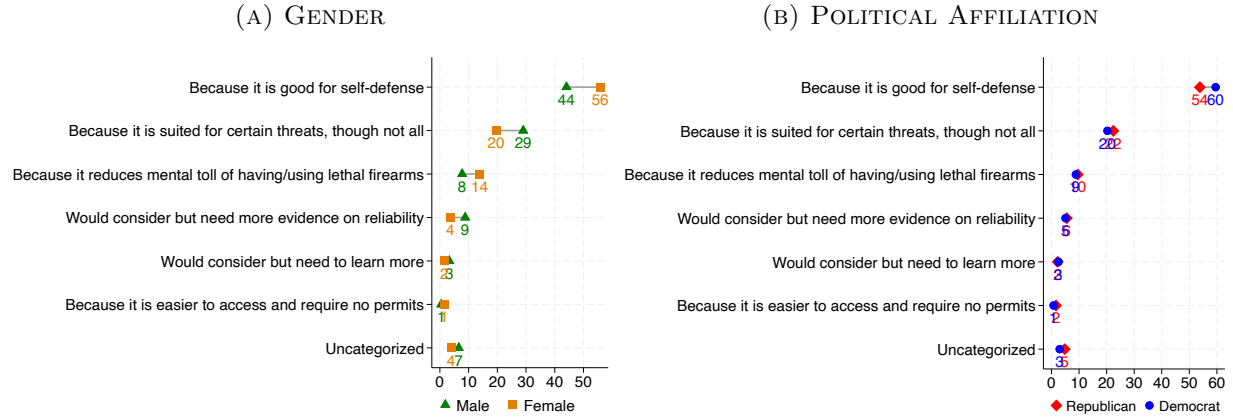 (A) GENDER
Because it is good for self-defense
44 56
Because it is suited for certain threats, though not all
20 29
Because it reduces mental toll of having/using lethal firearms
8 14
Would consider but need more evidence on reliability
4 9
Would consider but need to learn more
2 3
Because it is easier to access and require no permits
1
Uncategorized
4 7
0 10 20 30 40 50
Male Female
(B) POLITICAL AFFILIATION
Because it is good for self-defense
54 60
Because it is suited for certain threats, though not all
20 22
Because it reduces mental toll of having/using lethal firearms
9 10
Would consider but need more evidence on reliability
Would consider but need to learn more
Because it is easier to access and require no permits
1 2
Uncategorized
3 5
0 10 20 30 40 50 60
Republican Democrat